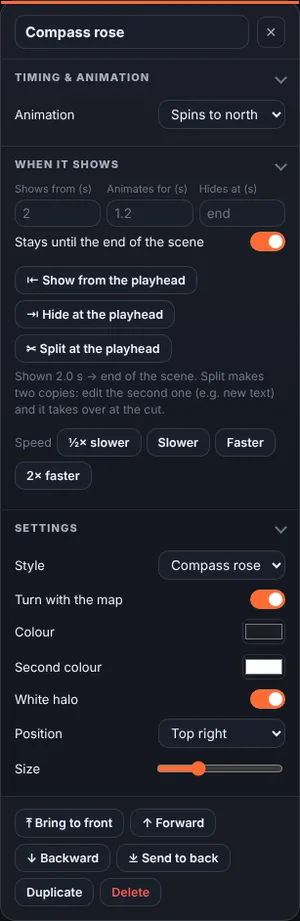 Compass rose ✕
TIMING & ANIMATION
Animation Spins to north
WHEN IT SHOWS
Shows from (s) Animates for (s) Hides at (s)
2 1.2 end
Stays until the end of the scene
⇤ Show from the playhead
⇥ Hide at the playhead
✂ Split at the playhead
Shown 2.0 s → end of the scene. Split makes
two copies: edit the second one (e.g. new text)
and it takes over at the cut.
Speed ½× slower Slower Faster
2× faster
SETTINGS
Style Compass rose
Turn with the map
Colour
Second colour
White halo
Position Top right
Size
⤒ Bring to front ↑ Forward
↓ Backward ⤓ Send to back
Duplicate Delete